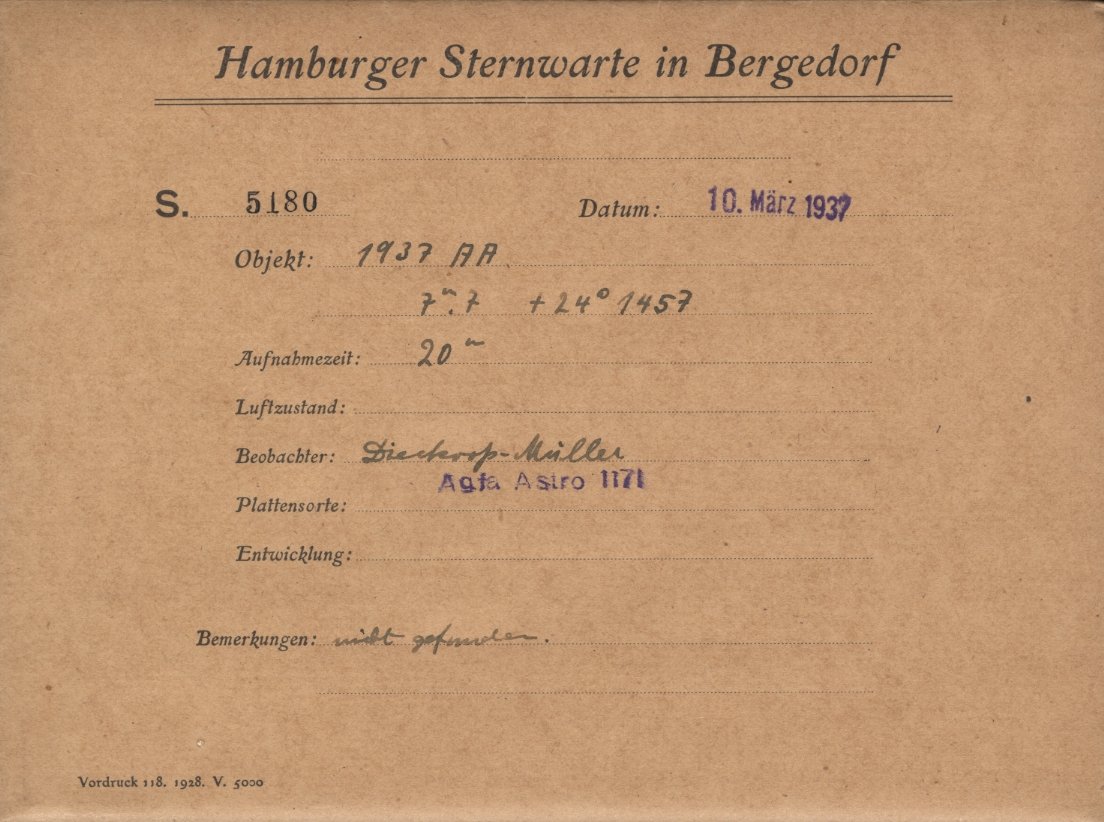 Hamburger Sternwarte in Bergedorf
S. 5180 Datum: 10. März 1937
Objekt: 1937 AA
7ᵐ.7 +24° 1457
Aufnahmezeit: 20ᵐ
Luftzustand:
Beobachter: Dieckvoss-Müller
Agfa Astro 1171
Plattensorte:
Entwicklung:
Bemerkungen: nicht gefunden.
Vordruck 118. 1928. V. 5000